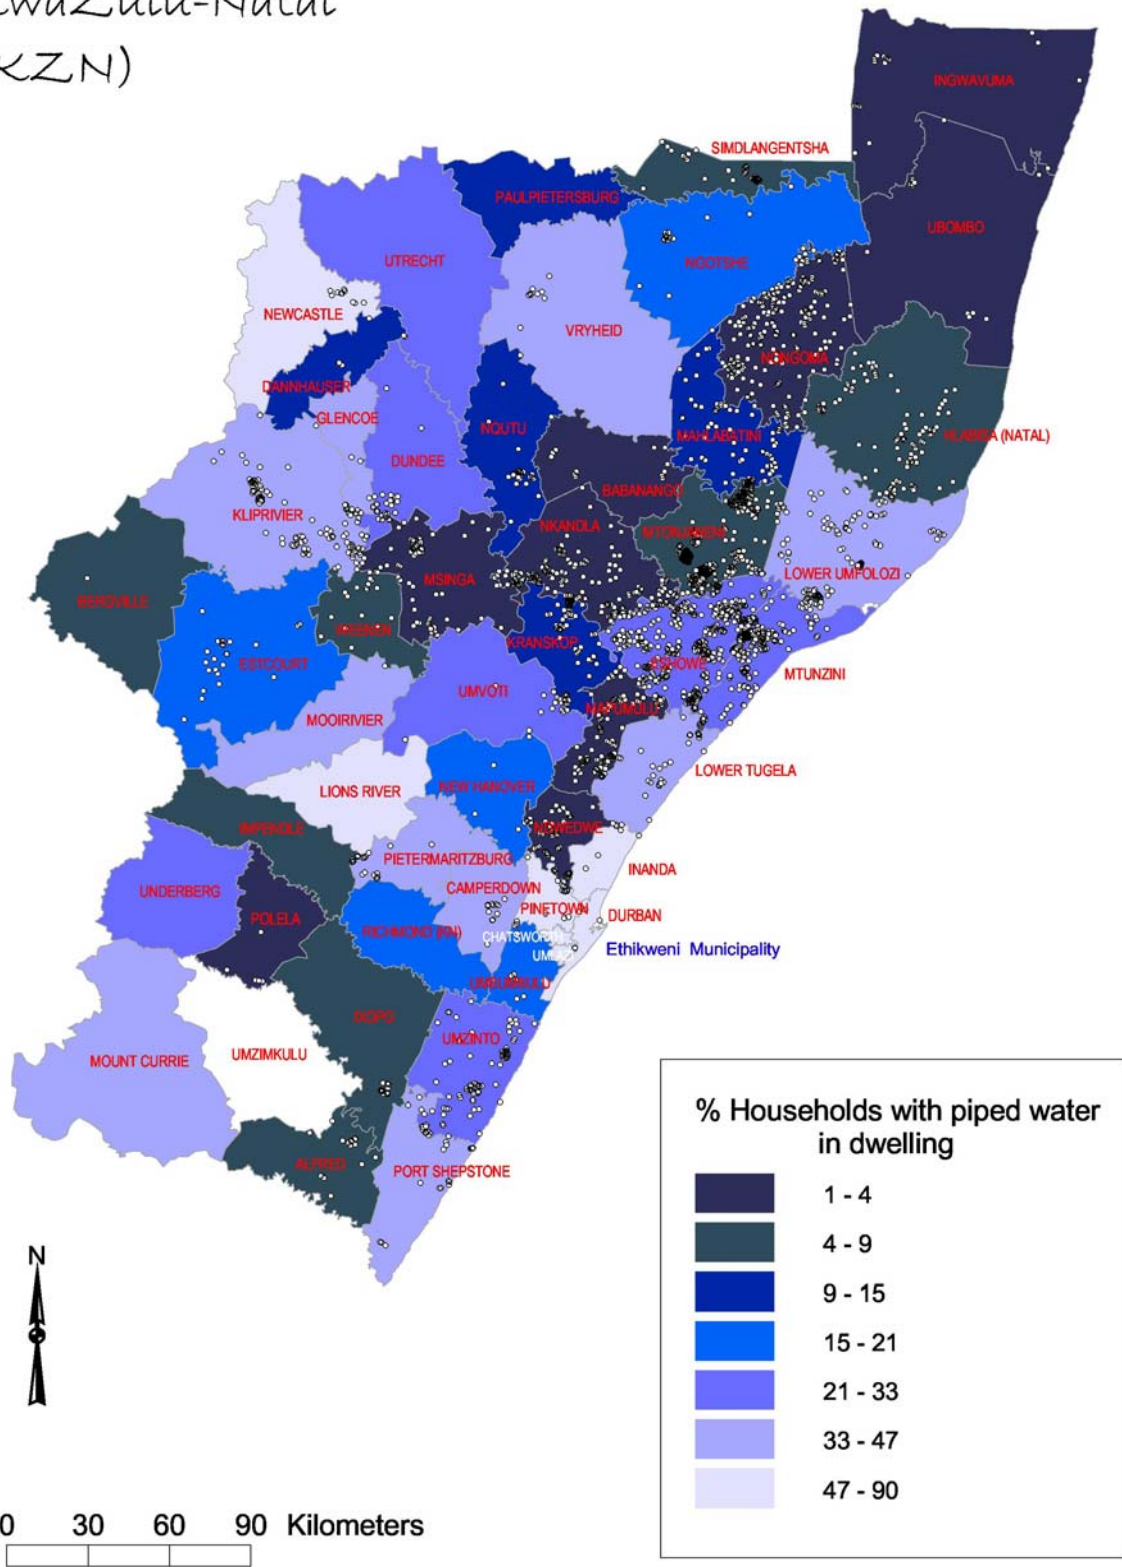 waZulu-Natal
KZN)
INGWAVUMA
SIMDLANGENTSHA
PAULPIETERSBURG
UBOMBO
UTRECHT
NGOTSHE
NEWCASTLE
VRYHEID
NONGOMA
DANNHAUSER
GLENCOE
NQUTU
MAHLABATINI
HLABISA (NATAL)
DUNDEE
BABANANGO
KLIPRIVIER
NKANDLA
MTONJANENI
MSINGA
LOWER UMFOLOZI
BERGVILLE
WEENEN
KRANSKOP
ESTCOURT
ESHOWE
MTUNZINI
UMVOTI
MAPUMULU
MOOIRIVIER
LOWER TUGELA
LIONS RIVER
NEW HANOVER
NDWEDWE
IMPENDLE
PIETERMARITZBURG
INANDA
UNDERBERG
CAMPERDOWN
PINETOWN
POLELA
DURBAN
RICHMOND (KN)
CHATSWORTH
Ethikweni Municipality
UMLAZI
UMBUMBULU
IXOPO
UMZINTO
UMZIMKULU
MOUNT CURRIE
ALFRED
PORT SHEPSTONE
% Households with piped water
in dwelling
1 - 4
4 - 9
9 - 15
15 - 21
21 - 33
33 - 47
47 - 90
N
0 30 60 90 Kilometers